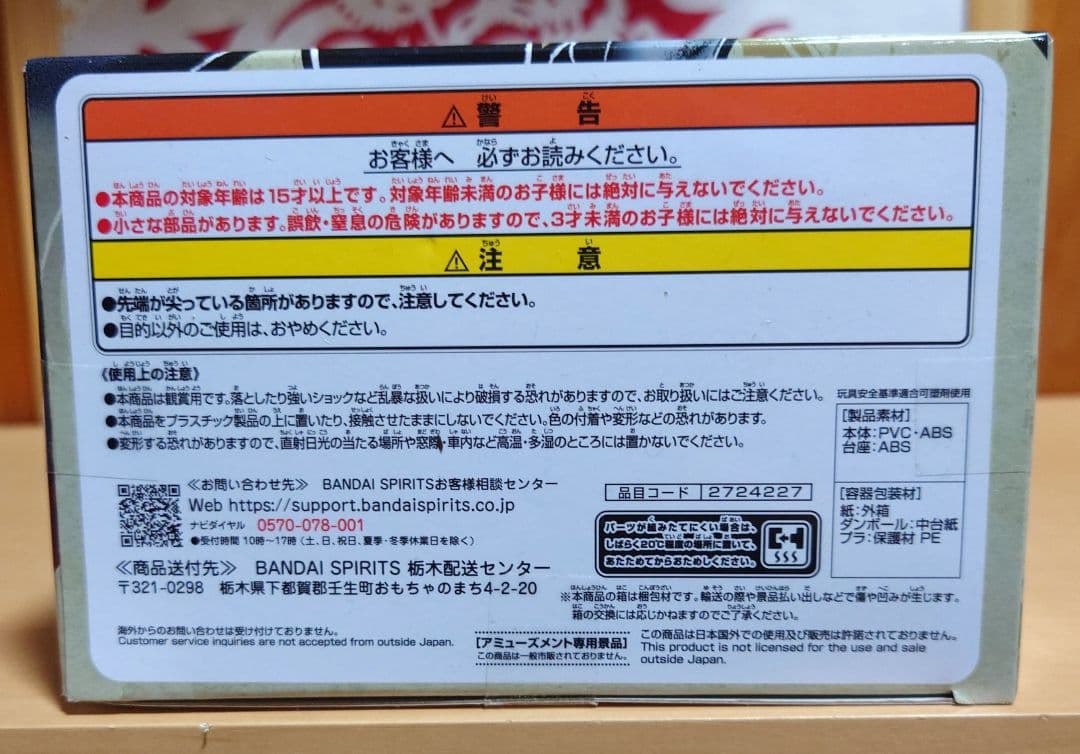 ⚠警告
お客様へ 必ずお読みください。
●本商品の対象年齢は15才以上です。対象年齢未満のお子様には絶対に与えないでください。
●小さな部品があります。誤飲・窒息の危険がありますので、3才未満のお子様には絶対に与えないでください。
⚠注意
●先端が尖っている箇所がありますので、注意してください。
●目的以外のご使用は、おやめください。
《使用上の注意》
●本商品は観賞用です。落としたり強いショックなど乱暴な扱いにより破損する恐れがありますので、お取り扱いにはご注意ください。
●本商品をプラスチック製品の上に置いたり、接触させたままにしないでください。色の付着や変形などの恐れがあります。
●変形する恐れがありますので、直射日光の当たる場所や窓際・車内など高温・多湿のところには置かないでください。
玩具安全基準適合可塑剤使用
[製品素材]
本体:PVC・ABS
台座:ABS
[容器包装材]
紙:外箱
ダンボール:中台紙
プラ:保護材 PE
≪お問い合わせ先≫ BANDAI SPIRITSお客様相談センター
Web https://support.bandaispirits.co.jp
ナビダイヤル 0570-078-001
●受付時間 10時～17時(土、日、祝日、夏季・冬季休業日を除く)
≪商品送付先≫ BANDAI SPIRITS 栃木配送センター
〒321-0298 栃木県下都賀郡壬生町おもちゃのまち4-2-20
品目コード 2724227
パーツが組みたてにくい場合は、
しばらく20℃程度の場所に置いて、
あたためてからおためしください。
※本商品の箱は梱包材です。輸送の際や景品払い出しなどで傷や凹みが生じます。
箱の交換には応じかねますのでご了承ください。
海外からのお問い合わせは受け付けておりません。
Customer service inquiries are not accepted from outside Japan.
[アミューズメント専用景品]
この商品は一般市販されておりません。
この商品は日本国外での使用及び販売は許諾されておりません。
This product is not licensed for the use and sale
outside Japan.